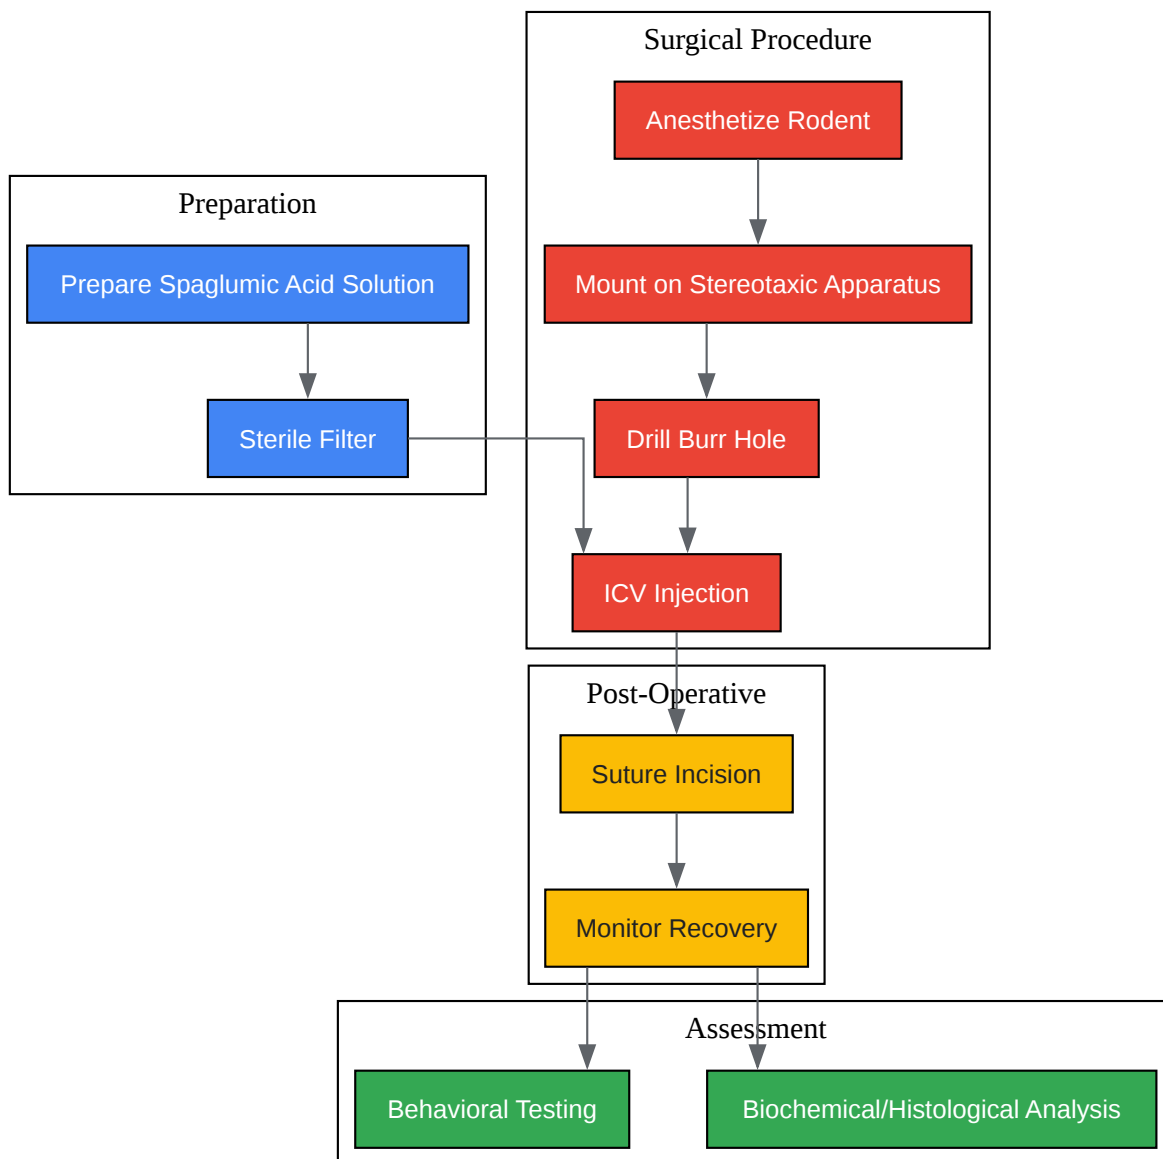 Surgical Procedure
Anesthetize Rodent
Preparation
Prepare Spaglumic Acid Solution
Mount on Stereotaxic Apparatus
Sterile Filter
Drill Burr Hole
ICV Injection
Post-Operative
Suture Incision
Monitor Recovery
Assessment
Behavioral Testing
Biochemical/Histological Analysis